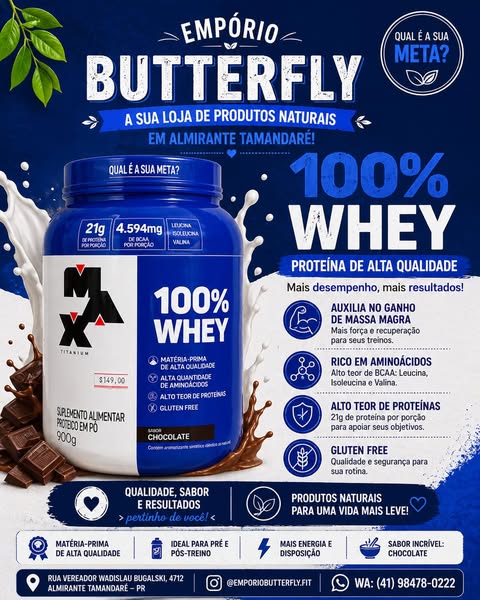 EMPÓRIO
BUTTERFLY
A SUA LOJA DE PRODUTOS NATURAIS
EM ALMIRANTE TAMANDARÉ!
QUAL É A SUA
META?
QUAL É A SUA META?
21g
DE PROTEÍNA
POR PORÇÃO
4.594mg
DE BCAA
POR PORÇÃO
LEUCINA
ISOLEUCINA
VALINA
MAX
TITANIUM
$149,00
SUPLEMENTO ALIMENTAR
PROTEICO EM PÓ
900g
100%
WHEY
MATÉRIA-PRIMA
DE ALTA QUALIDADE
ALTA QUANTIDADE
DE AMINOÁCIDOS
ALTO TEOR DE PROTEÍNAS
GLUTEN FREE
SABOR
CHOCOLATE
100%
WHEY
PROTEÍNA DE ALTA QUALIDADE
Mais desempenho, mais resultados!
AUXILIA NO GANHO
DE MASSA MAGRA
Mais força e recuperação
para seus treinos.
RICO EM AMINOÁCIDOS
Alto teor de BCAA: Leucina,
Isoleucina e Valina.
ALTO TEOR DE PROTEÍNAS
21g de proteína por porção
para apoiar seus objetivos.
GLUTEN FREE
Qualidade e segurança para
sua rotina.
QUALIDADE, SABOR
E RESULTADOS
> pertinho de você! <
PRODUTOS NATURAIS
PARA UMA VIDA MAIS LEVE!
MATÉRIA-PRIMA
DE ALTA QUALIDADE
IDEAL PARA PRÉ E
PÓS-TREINO
MAIS ENERGIA E
DISPOSIÇÃO
SABOR INCRÍVEL:
CHOCOLATE
RUA VEREADOR WADISLAU BUGALSKI, 4712
ALMIRANTE TAMANDARÉ – PR
@EMPORIOBUTTERFLY.FIT
WA: (41) 98478-0222